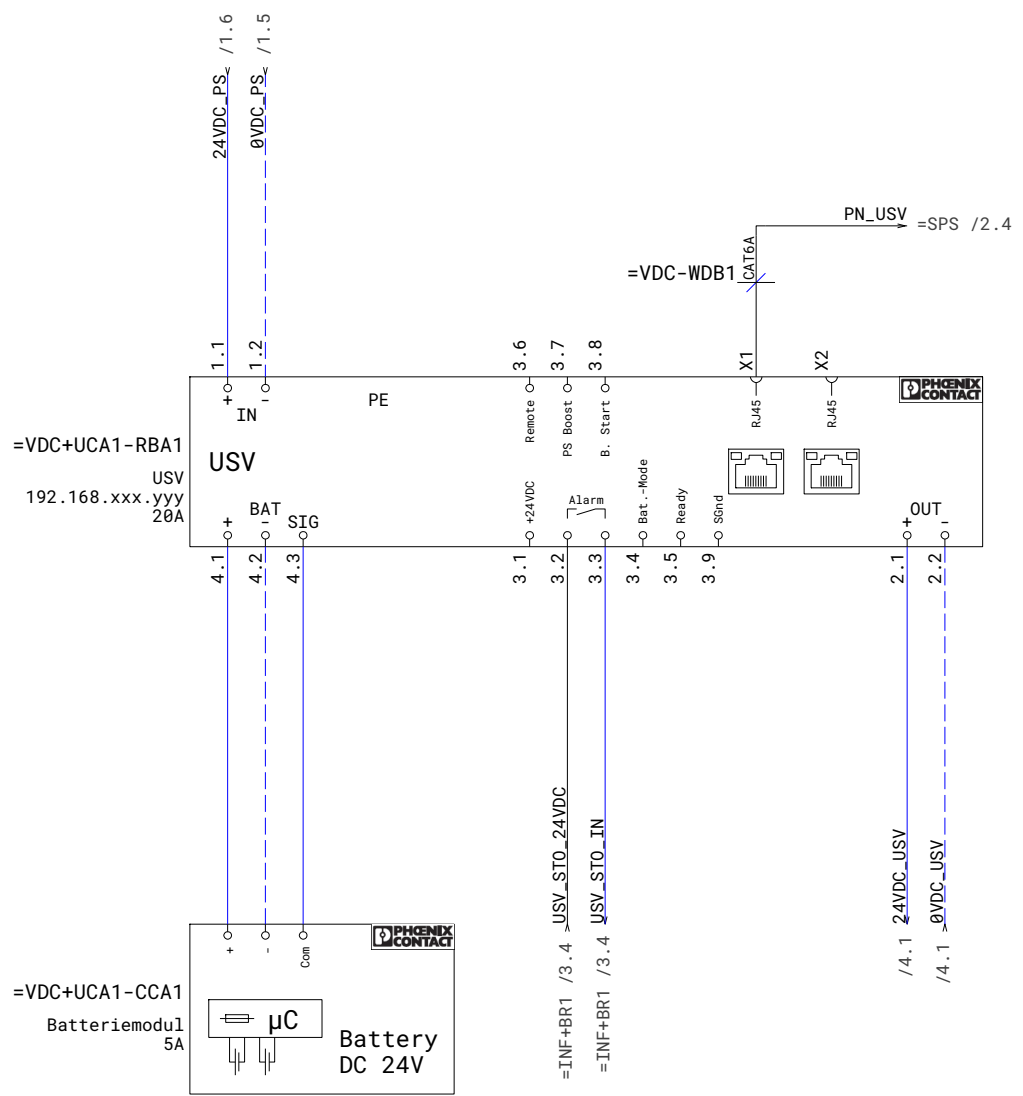 /1.6
/1.5
24VDC_PS
0VDC_PS
PN_USV
=SPS /2.4
CAT6A
=VDC-WDB1
1.1
1.2
3.6
3.7
3.8
X1
X2
+
-
IN
PE
Remote
PS Boost
B. Start
RJ45
RJ45
PHŒNIX
CONTACT
=VDC+UCA1-RBA1
USV
192.168.xxx.yyy
20A
USV
BAT
+
-
SIG
+24VDC
Alarm
Bat.-Mode
Ready
SGnd
OUT
+
-
4.1
4.2
4.3
3.1
3.2
3.3
3.4
3.5
3.9
2.1
2.2
USV_STO_24VDC
USV_STO_IN
24VDC_USV
0VDC_USV
=INF+BR1 /3.4
=INF+BR1 /3.4
/4.1
/4.1
PHŒNIX
CONTACT
+
-
Com
=VDC+UCA1-CCA1
Batteriemodul
5A
µC
Battery
DC 24V